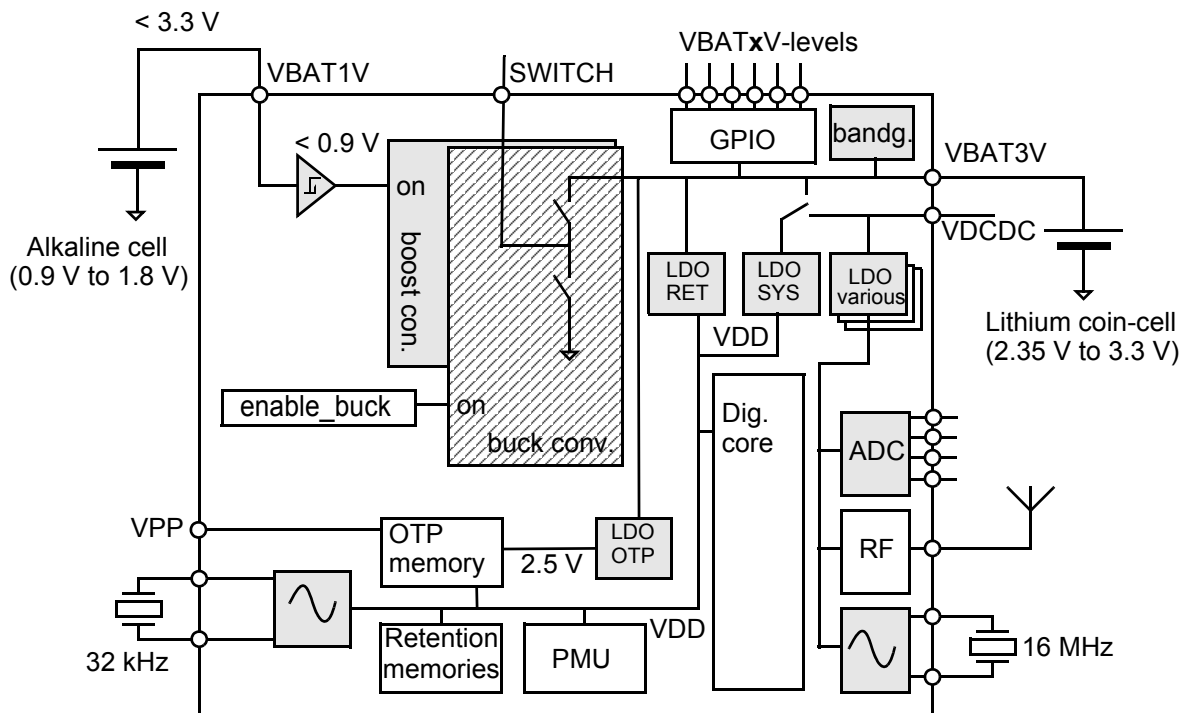 < 3.3 V
VBAT1V
SWITCH
VBATxV-levels
< 0.9 V
GPIO
bandg.
VBAT3V
on
boost con.
VDCDC
Alkaline cell
(0.9 V to 1.8 V)
LDO
RET
LDO
SYS
LDO
various
VDD
Lithium coin-cell
(2.35 V to 3.3 V)
enable_buck
on
buck conv.
Dig.
core
ADC
VPP
OTP
memory
2.5 V
LDO
OTP
RF
32 kHz
Retention
memories
PMU
VDD
16 MHz